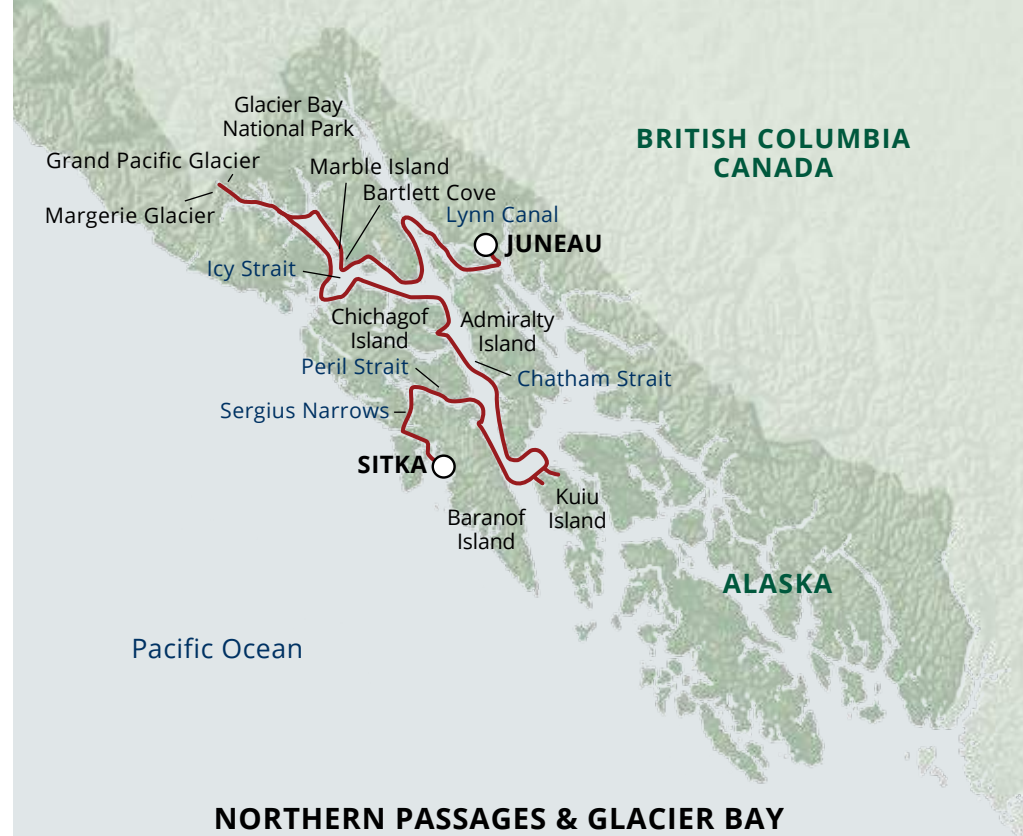 Glacier Bay
National Park
BRITISH COLUMBIA
CANADA
Grand Pacific Glacier
Marble Island
Bartlett Cove
Margerie Glacier
Lynn Canal
JUNEAU
Icy Strait
Chichagof
Island
Admiralty
Island
Peril Strait
Chatham Strait
Sergius Narrows
SITKA
Kuiu
Island
Baranof
Island
ALASKA
Pacific Ocean
NORTHERN PASSAGES & GLACIER BAY